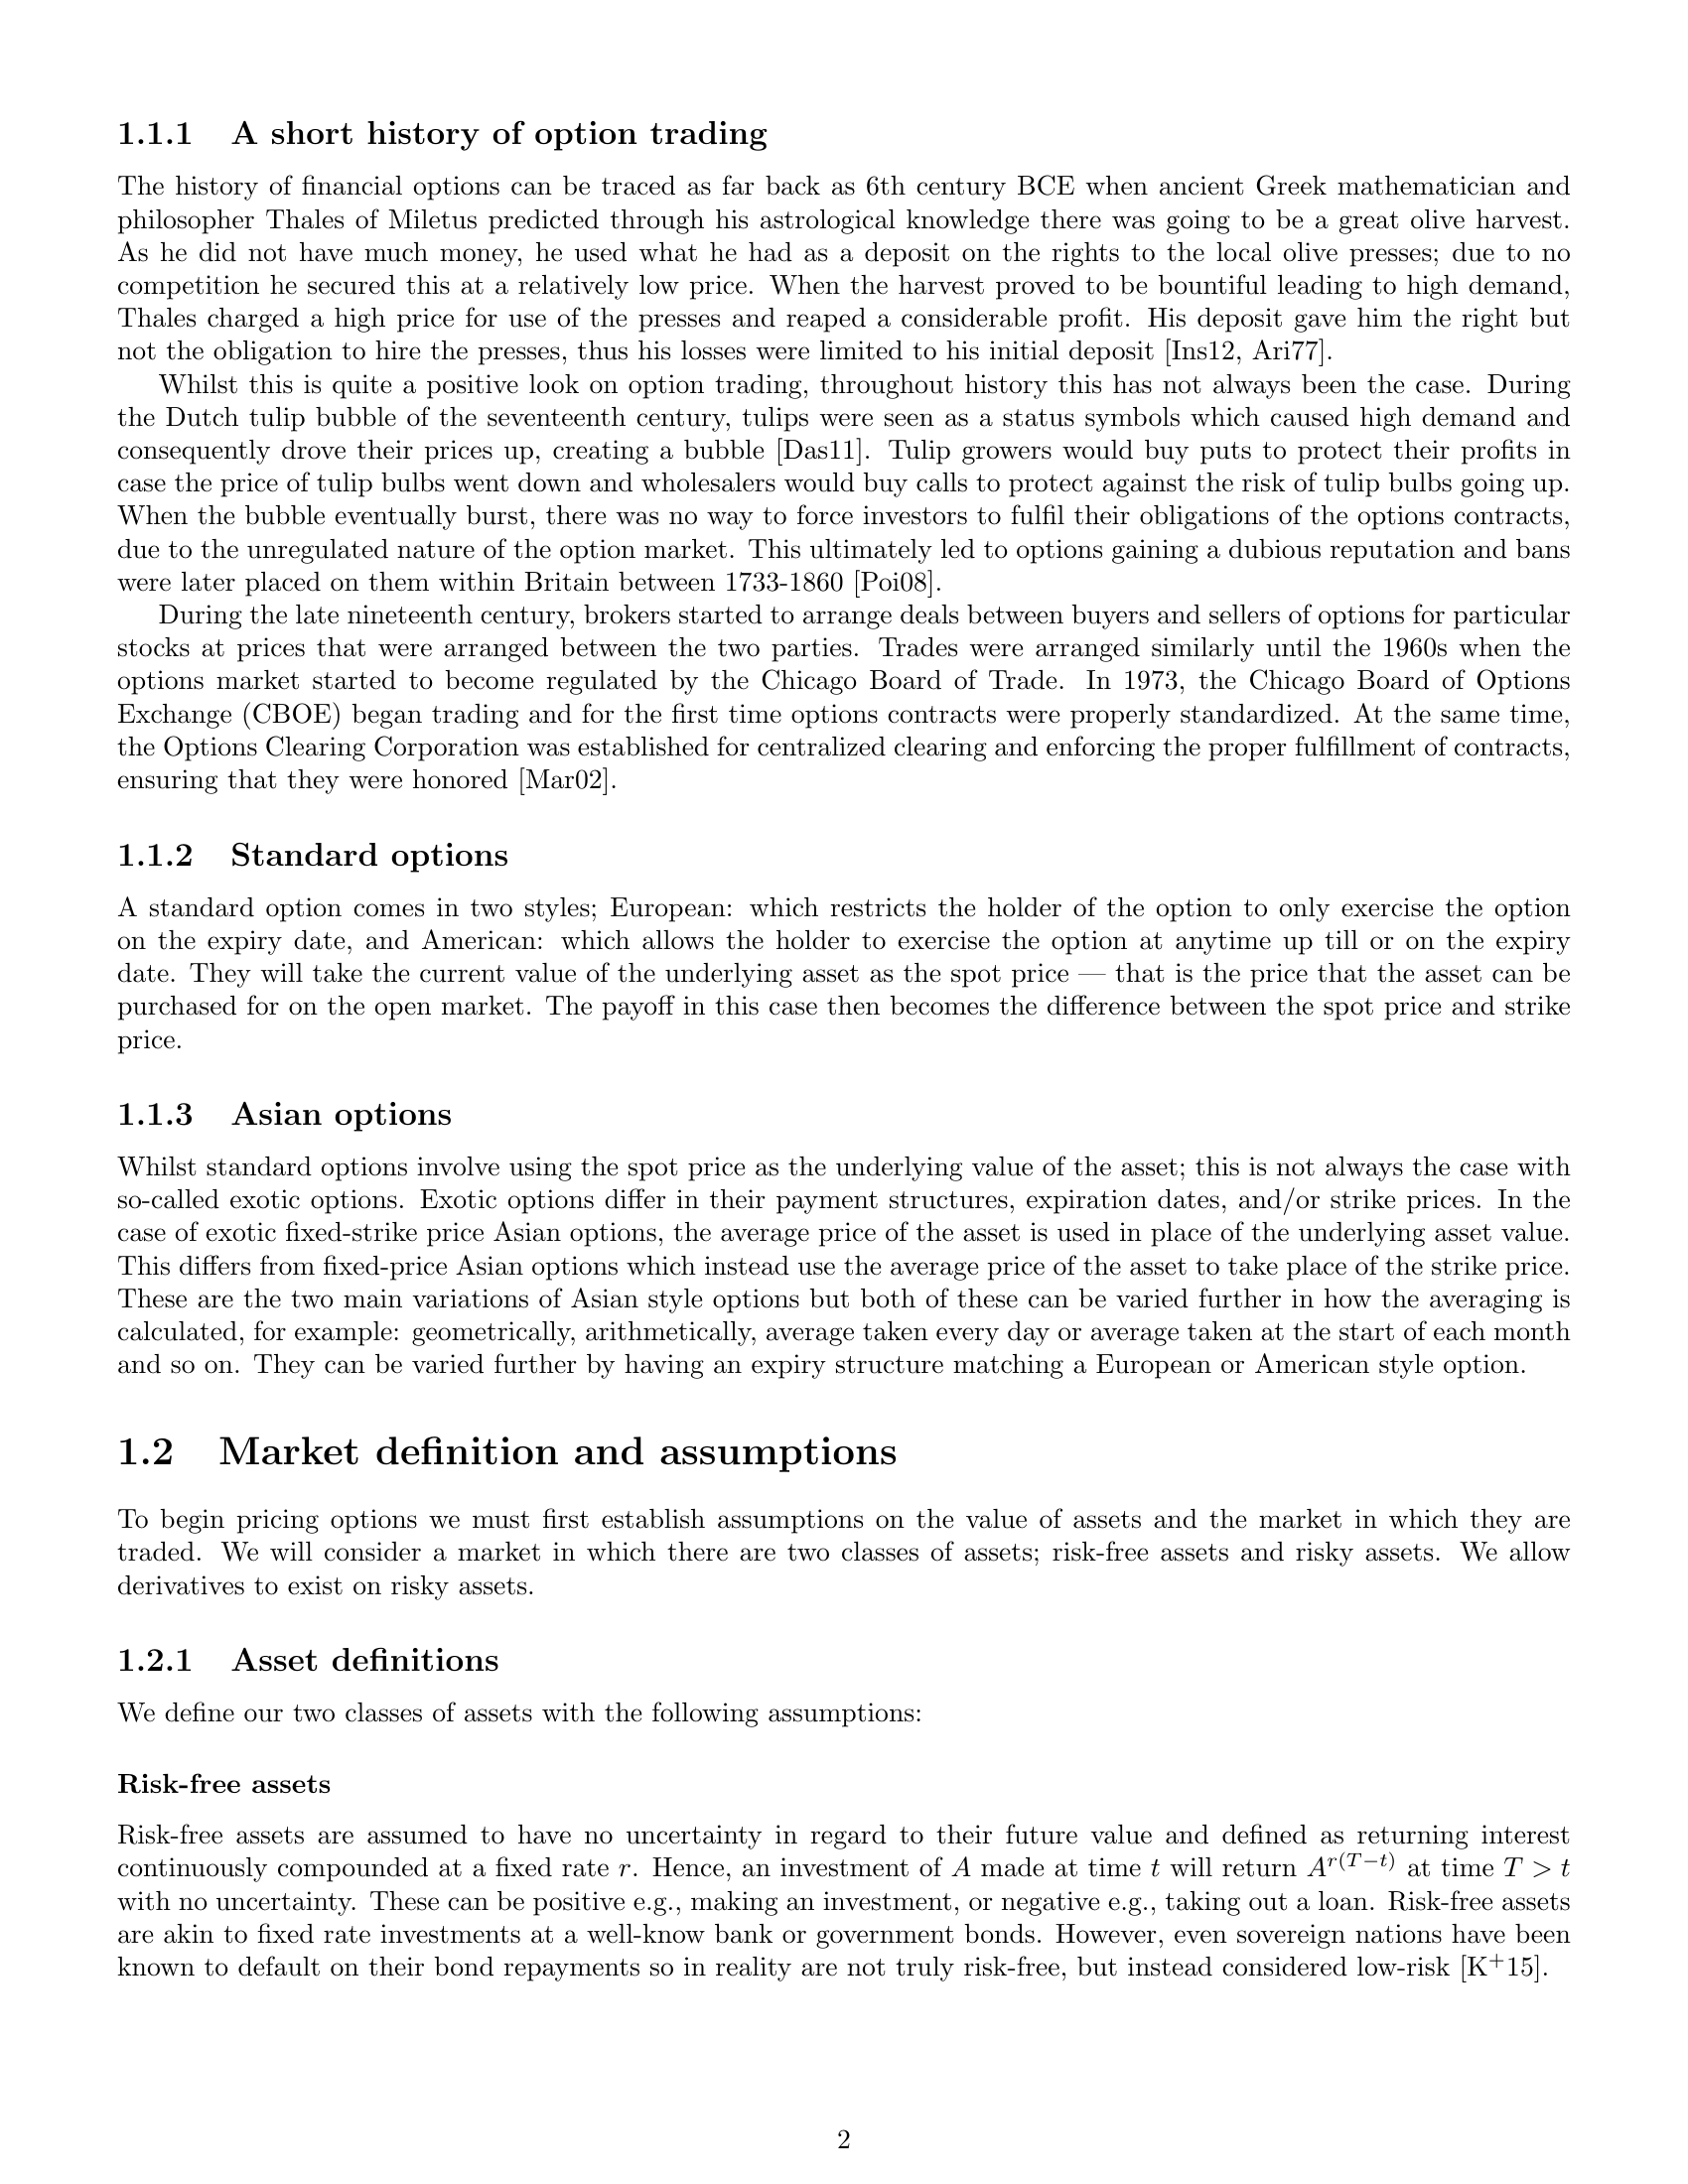 1.1.1 A short history of option trading
The history of financial options can be traced as far back as 6th century BCE when ancient Greek mathematician and
philosopher Thales of Miletus predicted through his astrological knowledge there was going to be a great olive harvest.
As he did not have much money, he used what he had as a deposit on the rights to the local olive presses; due to no
competition he secured this at a relatively low price. When the harvest proved to be bountiful leading to high demand,
Thales charged a high price for use of the presses and reaped a considerable profit. His deposit gave him the right but
not the obligation to hire the presses, thus his losses were limited to his initial deposit [Ins12, Ari77].
Whilst this is quite a positive look on option trading, throughout history this has not always been the case. During
the Dutch tulip bubble of the seventeenth century, tulips were seen as a status symbols which caused high demand and
consequently drove their prices up, creating a bubble [Das11]. Tulip growers would buy puts to protect their profits in
case the price of tulip bulbs went down and wholesalers would buy calls to protect against the risk of tulip bulbs going up.
When the bubble eventually burst, there was no way to force investors to fulfil their obligations of the options contracts,
due to the unregulated nature of the option market. This ultimately led to options gaining a dubious reputation and bans
were later placed on them within Britain between 1733-1860 [Poi08].
During the late nineteenth century, brokers started to arrange deals between buyers and sellers of options for particular
stocks at prices that were arranged between the two parties. Trades were arranged similarly until the 1960s when the
options market started to become regulated by the Chicago Board of Trade. In 1973, the Chicago Board of Options
Exchange (CBOE) began trading and for the first time options contracts were properly standardized. At the same time,
the Options Clearing Corporation was established for centralized clearing and enforcing the proper fulfillment of contracts,
ensuring that they were honored [Mar02].
1.1.2 Standard options
A standard option comes in two styles; European: which restricts the holder of the option to only exercise the option
on the expiry date, and American: which allows the holder to exercise the option at anytime up till or on the expiry
date. They will take the current value of the underlying asset as the spot price — that is the price that the asset can be
purchased for on the open market. The payoff in this case then becomes the difference between the spot price and strike
price.
1.1.3 Asian options
Whilst standard options involve using the spot price as the underlying value of the asset; this is not always the case with
so-called exotic options. Exotic options differ in their payment structures, expiration dates, and/or strike prices. In the
case of exotic fixed-strike price Asian options, the average price of the asset is used in place of the underlying asset value.
This differs from fixed-price Asian options which instead use the average price of the asset to take place of the strike price.
These are the two main variations of Asian style options but both of these can be varied further in how the averaging is
calculated, for example: geometrically, arithmetically, average taken every day or average taken at the start of each month
and so on. They can be varied further by having an expiry structure matching a European or American style option.
1.2 Market definition and assumptions
To begin pricing options we must first establish assumptions on the value of assets and the market in which they are
traded. We will consider a market in which there are two classes of assets; risk-free assets and risky assets. We allow
derivatives to exist on risky assets.
1.2.1 Asset definitions
We define our two classes of assets with the following assumptions:
Risk-free assets
Risk-free assets are assumed to have no uncertainty in regard to their future value and defined as returning interest
continuously compounded at a fixed rate r. Hence, an investment of A made at time t will return A^{r(T−t)} at time T > t
with no uncertainty. These can be positive e.g., making an investment, or negative e.g., taking out a loan. Risk-free assets
are akin to fixed rate investments at a well-know bank or government bonds. However, even sovereign nations have been
known to default on their bond repayments so in reality are not truly risk-free, but instead considered low-risk [K⁺15].
2